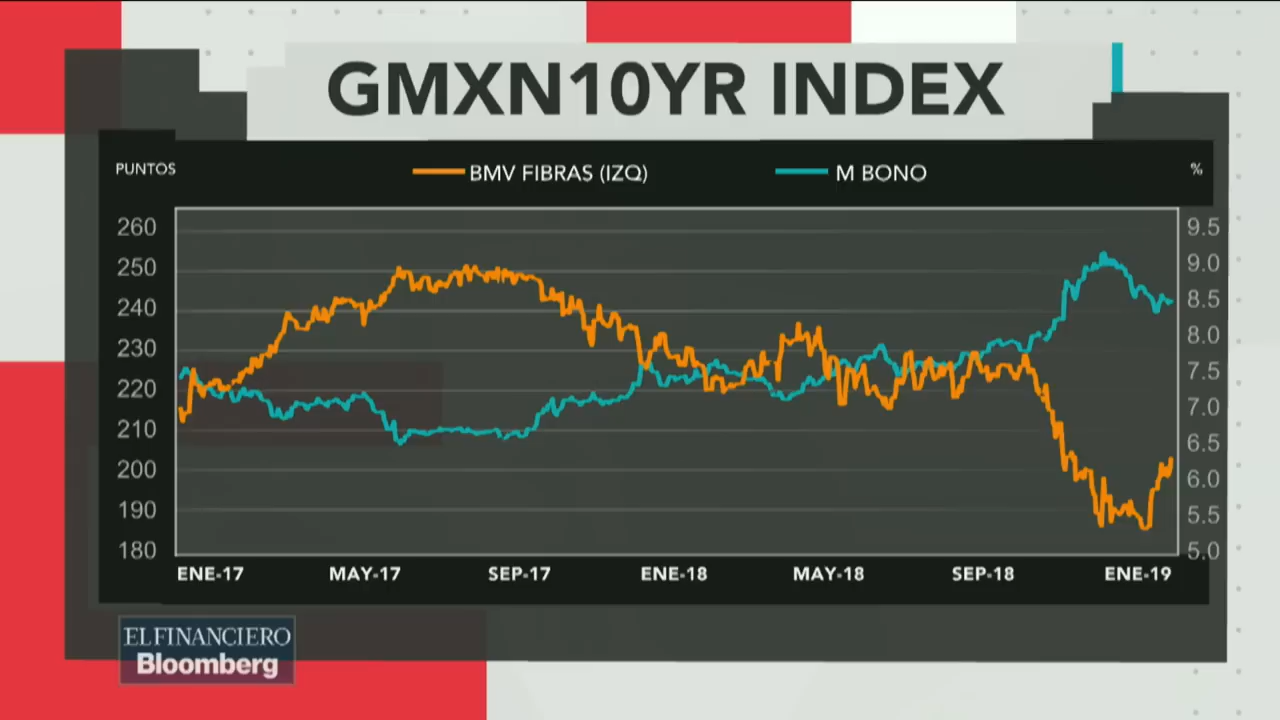 GMXN10YR INDEX
PUNTOS
BMV FIBRAS (IZQ)
M BONO
%
260
250
240
230
220
210
200
190
180
9.5
9.0
8.5
8.0
7.5
7.0
6.5
6.0
5.5
5.0
ENE-17
MAY-17
SEP-17
ENE-18
MAY-18
SEP-18
ENE-19
EL FINANCIERO
Bloomberg